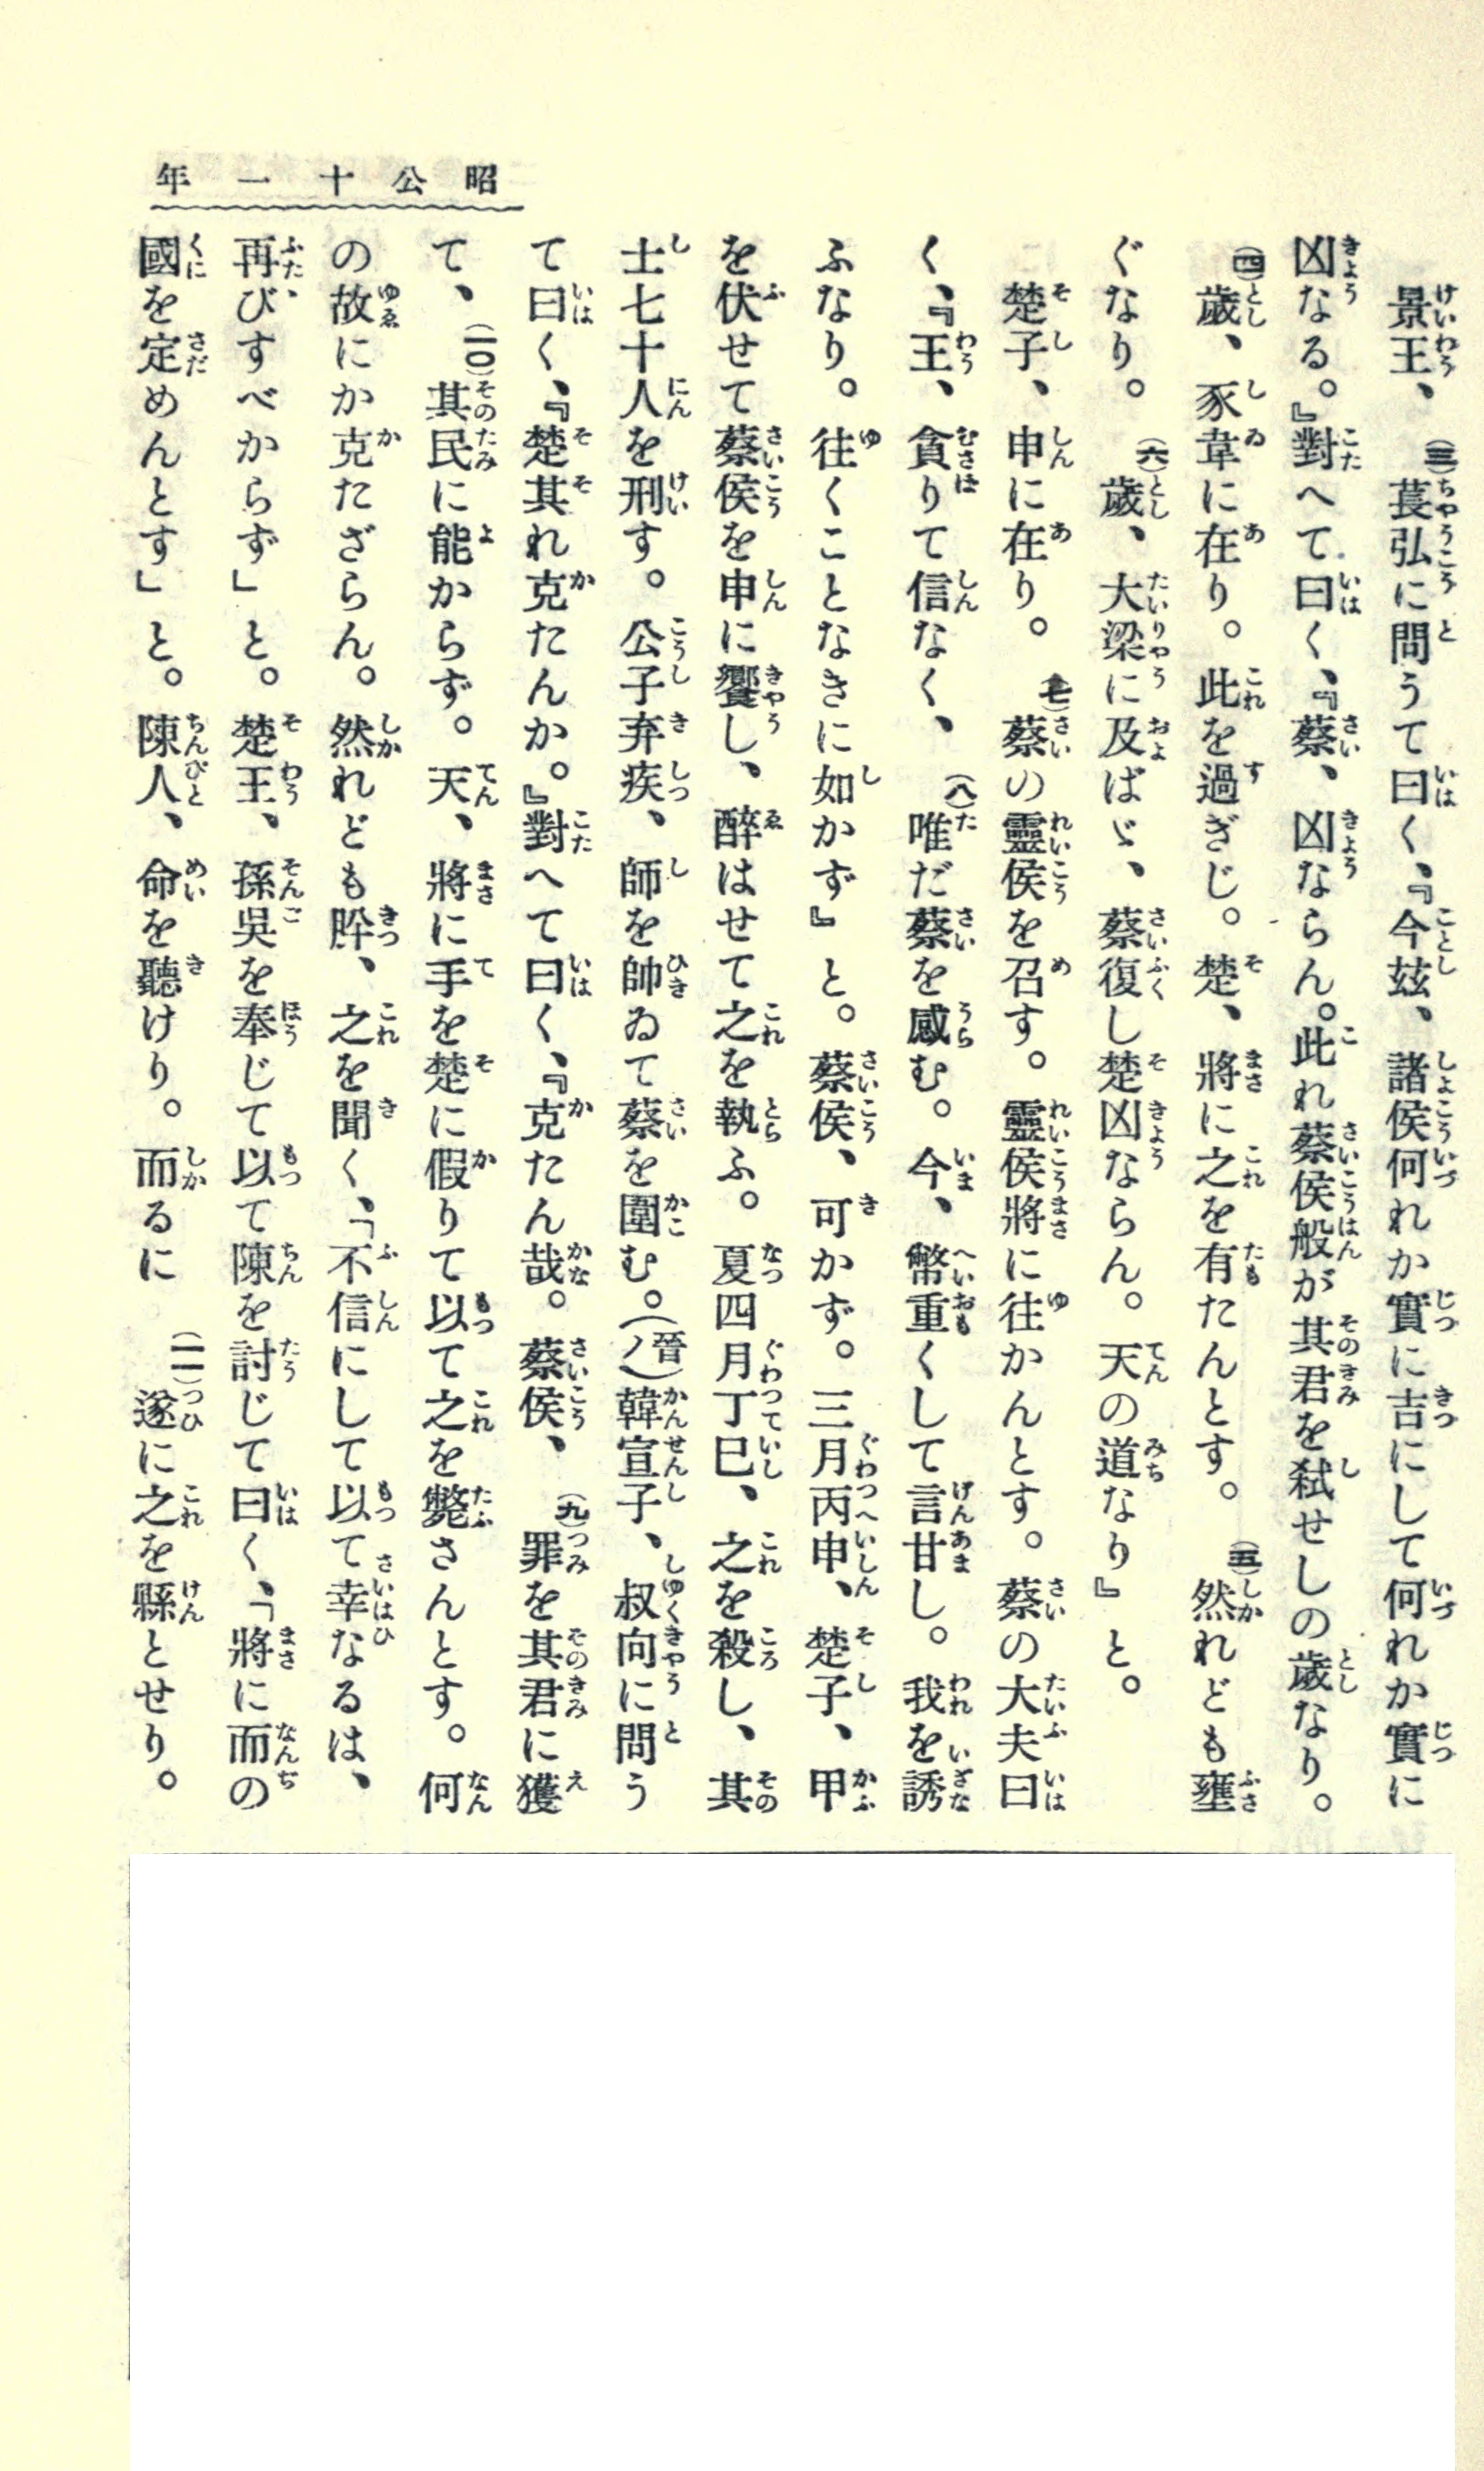 昭公十一年
景王、(三)萇弘に問うて曰く、『今玆、諸侯何れか實に吉にして何れか實に
凶なる。』對へて曰く、『蔡、凶ならん。此れ蔡侯般が其君を弑せしの歲なり。
(四)歲、豕韋に在り。此を過ぎじ。楚、將に之を有たんとす。(五)然れども壅
ぐなり。(六)歲、大梁に及ばゞ、蔡復し楚凶ならん。天の道なり』と。
楚子、申に在り。(七)蔡の靈侯を召す。靈侯將に往かんとす。蔡の大夫曰
く、『王、貪りて信なく、(八)唯だ蔡を感む。今、幣重くして言甘し。我を誘
ふなり。往くことなきに如かず』と。蔡侯、可かず。三月丙申、楚子、甲
を伏せて蔡侯を申に饗し、醉はせて之を執ふ。夏四月丁巳、之を殺し、其
士七十人を刑す。公子弃疾、師を帥ゐて蔡を圍む。(晉ノ)韓宣子、叔向に問う
て曰く、『楚其れ克たんか。』對へて曰く、『克たん哉。蔡侯、(九)罪を其君に獲
て、(一〇)其民に能からず。天、將に手を楚に假りて以て之を斃さんとす。何
の故にか克たざらん。然れども肸、之を聞く、「不信にして以て幸なるは、
再びすべからず」と。楚王、孫吳を奉じて以て陳を討じて曰く、「將に而の
國を定めんとす」と。陳人、命を聽けり。而るに(一一)遂に之を縣とせり。